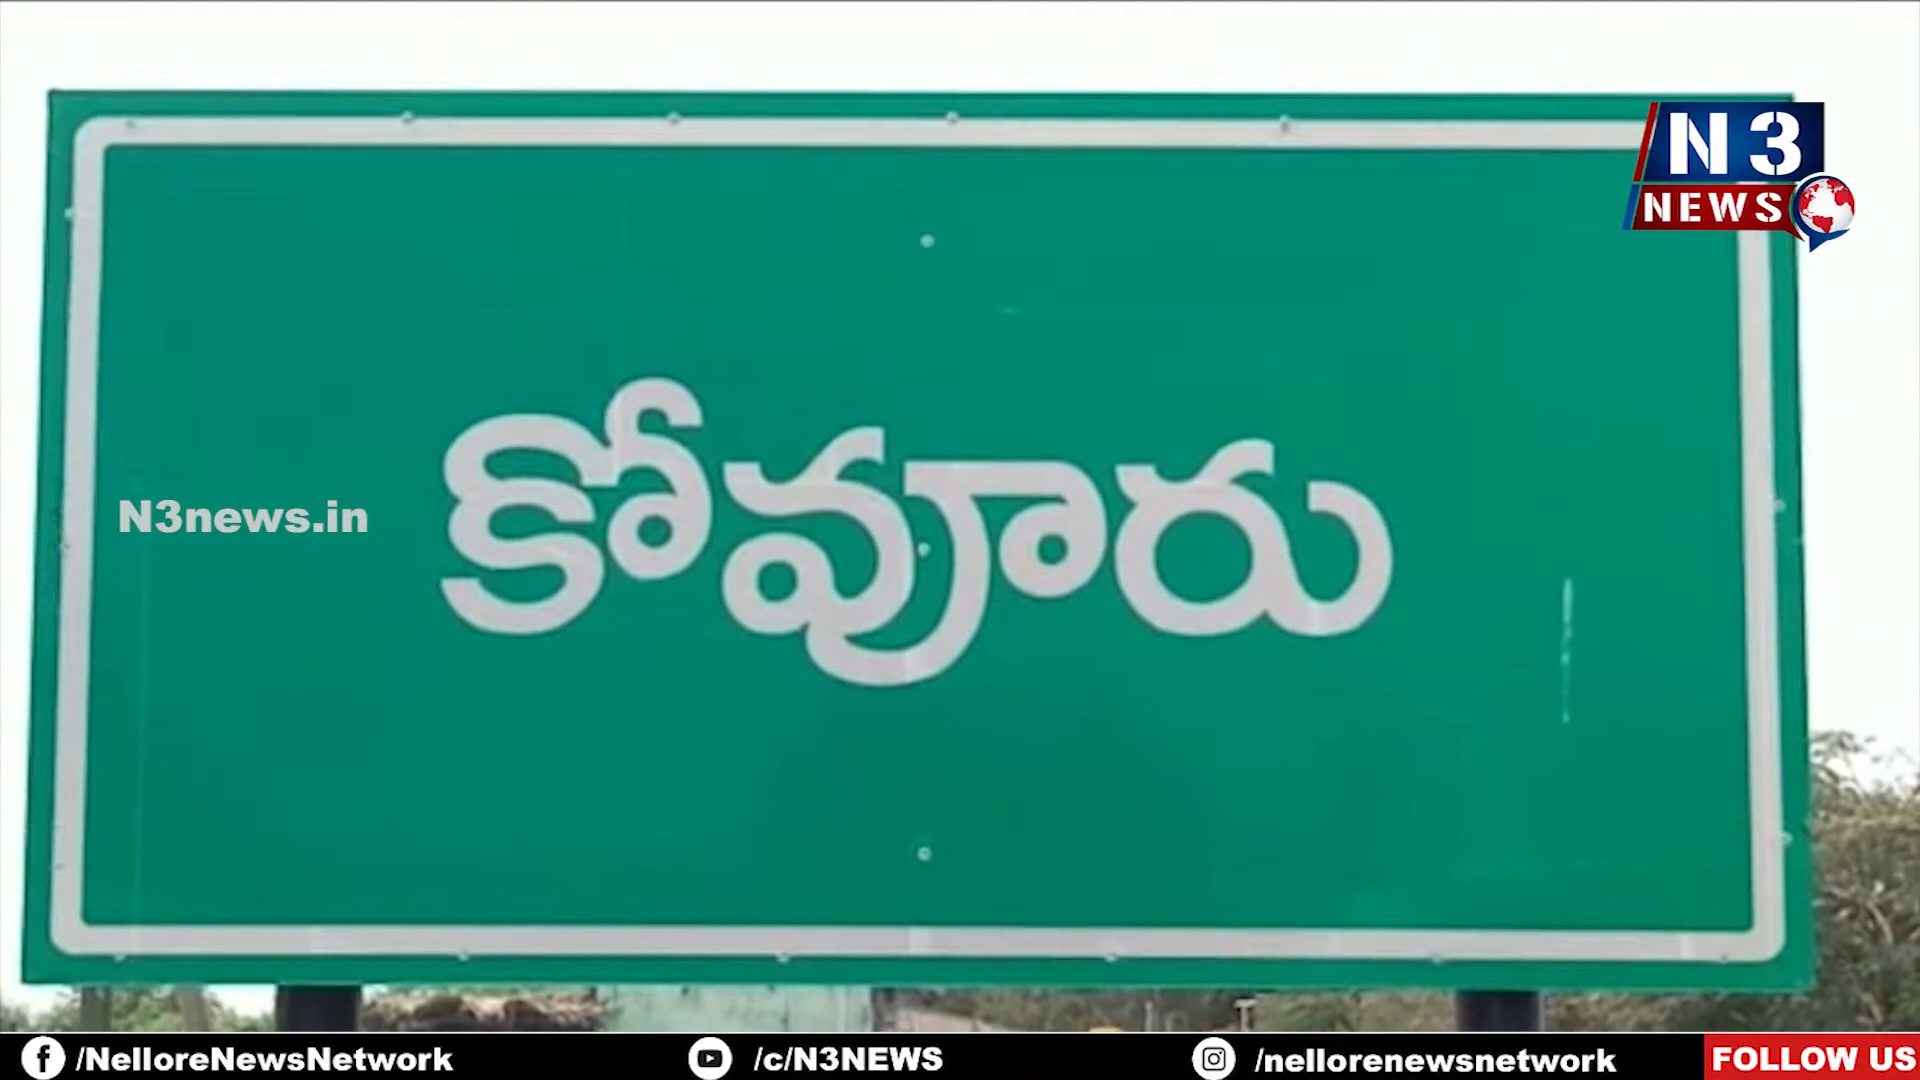 N3
NEWS
కోవూరు
N3news.in
/NelloreNewsNetwork
/c/N3NEWS
/nellorenewsnetwork
FOLLOW US